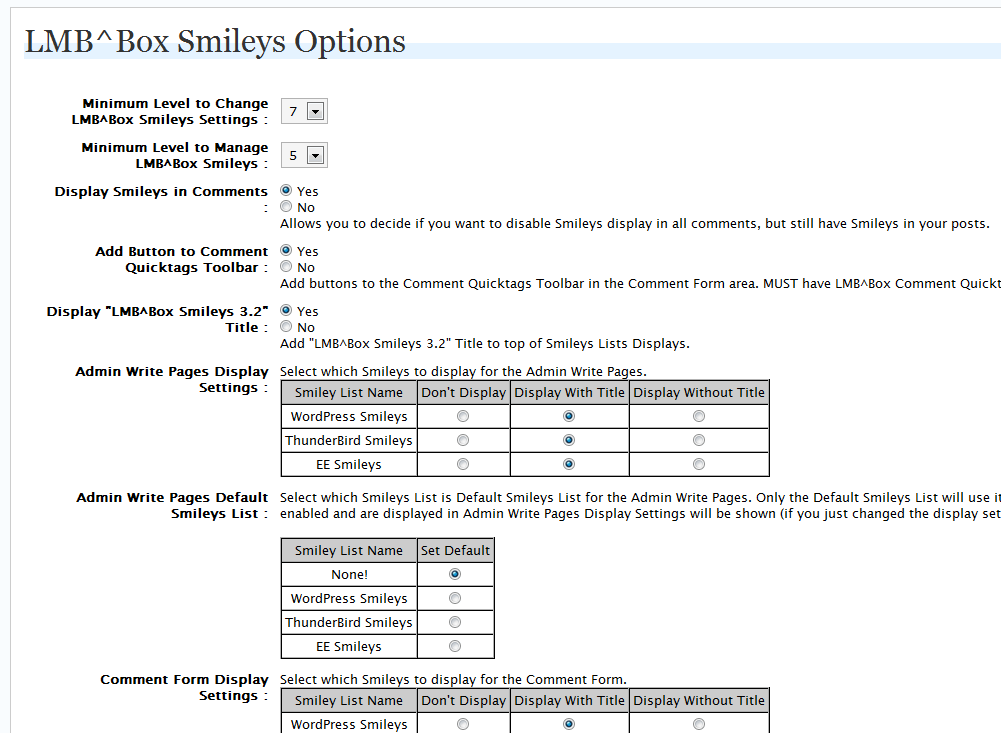 LMB^Box Smileys Options
Minimum Level to Change
LMB^Box Smileys Settings :
7
Minimum Level to Manage
LMB^Box Smileys :
5
Display Smileys in Comments
:
Yes
No
Allows you to decide if you want to disable Smileys display in all comments, but still have Smileys in your posts.
Add Button to Comment
Quicktags Toolbar :
Yes
No
Add buttons to the Comment Quicktags Toolbar in the Comment Form area. MUST have LMB^Box Comment Quickt
Display "LMB^Box Smileys 3.2"
Title :
Yes
No
Add "LMB^Box Smileys 3.2" Title to top of Smileys Lists Displays.
Admin Write Pages Display
Settings :
Select which Smileys to display for the Admin Write Pages.
Smiley List Name Don't Display Display With Title Display Without Title
WordPress Smileys
ThunderBird Smileys
EE Smileys
Admin Write Pages Default
Smileys List :
Select which Smileys List is Default Smileys List for the Admin Write Pages. Only the Default Smileys List will use it
enabled and are displayed in Admin Write Pages Display Settings will be shown (if you just changed the display set
Smiley List Name Set Default
None!
WordPress Smileys
ThunderBird Smileys
EE Smileys
Comment Form Display
Settings :
Select which Smileys to display for the Comment Form.
Smiley List Name Don't Display Display With Title Display Without Title
WordPress Smileys